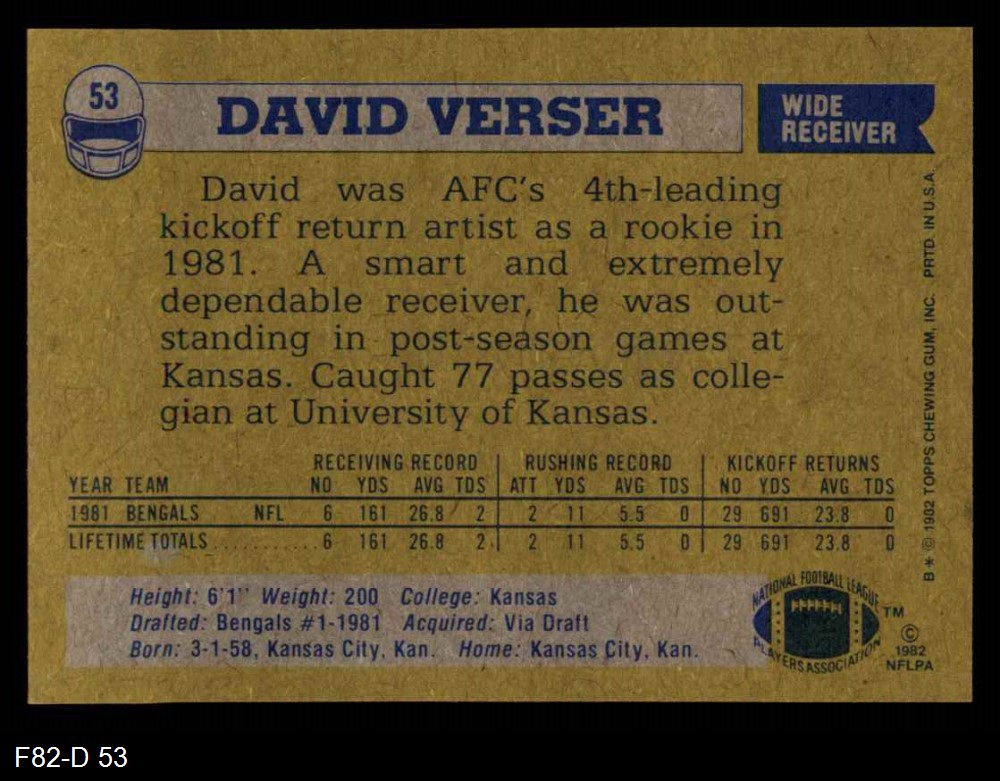 53
DAVID VERSER
WIDE
RECEIVER
David was AFC's 4th-leading
kickoff return artist as a rookie in
1981. A smart and extremely
dependable receiver, he was out-
standing in post-season games at
Kansas. Caught 77 passes as colle-
gian at University of Kansas.
RECEIVING RECORD RUSHING RECORD KICKOFF RETURNS
YEAR TEAM NO YDS AVG TDS ATT YDS AVG TDS NO YDS AVG TDS
1981 BENGALS NFL 6 161 26.8 2 2 11 5.5 0 29 691 23.8 0
LIFETIME TOTALS............6 161 26.8 2 2 11 5.5 0 29 691 23.8 0
Height: 6'1" Weight: 200 College: Kansas
Drafted: Bengals #1-1981 Acquired: Via Draft
Born: 3-1-58, Kansas City, Kan. Home: Kansas City, Kan.
NATIONAL FOOTBALL LEAGUE
PLAYERS ASSOCIATION
TM
©
1982
NFLPA
B* © 1982 TOPPS CHEWING GUM, INC. PRTD. IN U.S.A.
F82-D 53